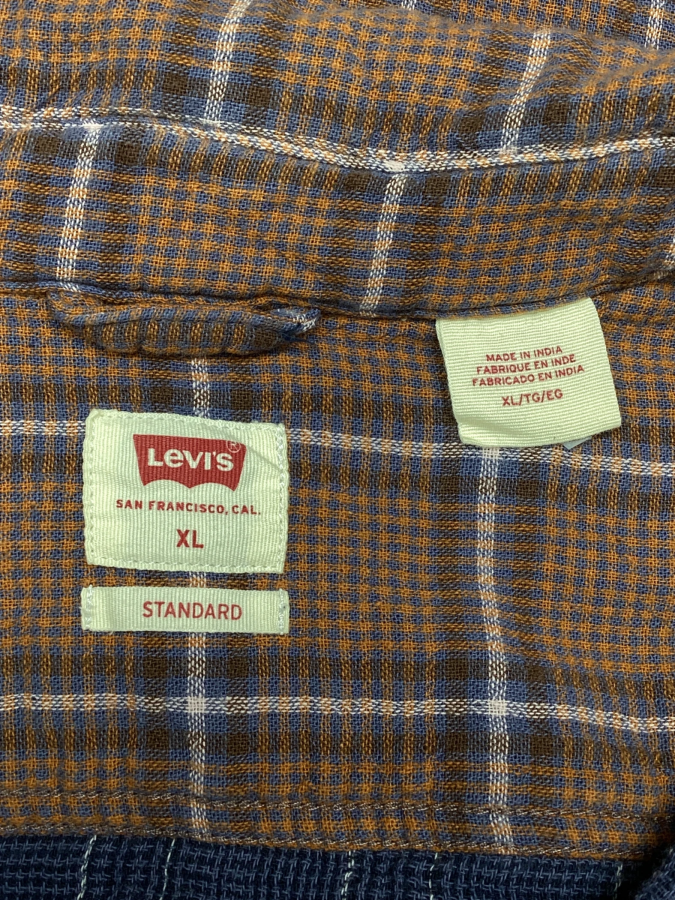 MADE IN INDIA
FABRIQUE EN INDE
FABRICADO EN INDIA
XL/TG/EG
LEVI'S ®
SAN FRANCISCO, CAL.
XL
STANDARD